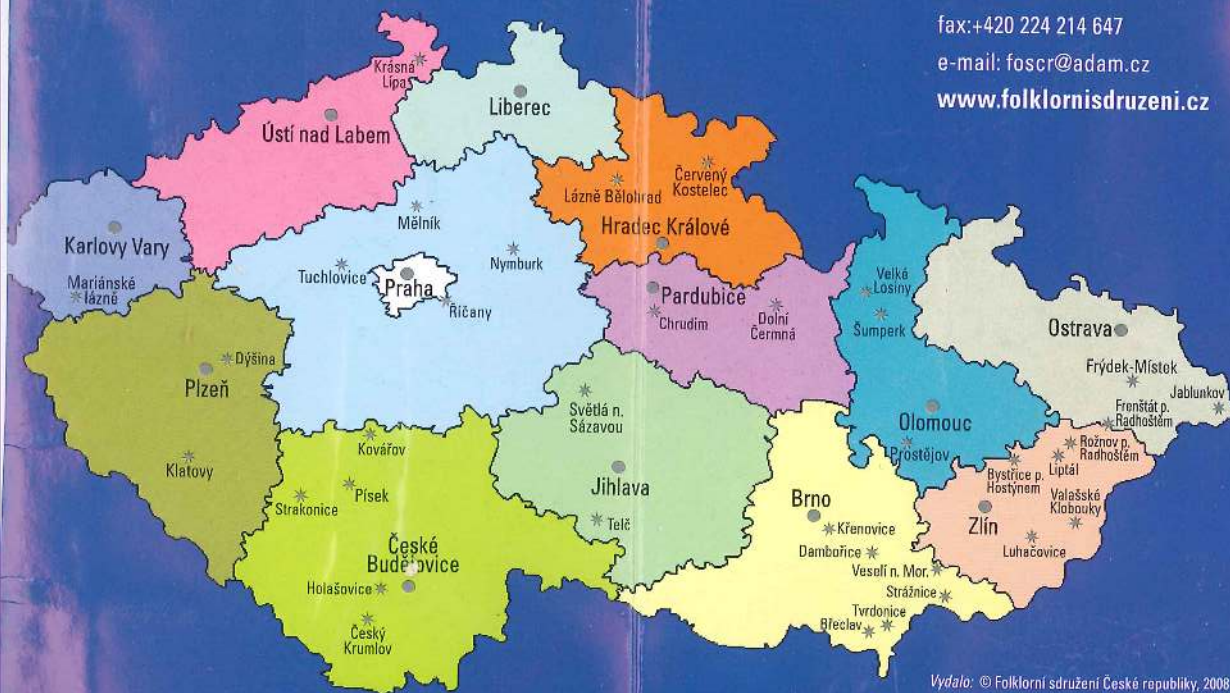 fax:+420 224 214 647
e-mail: foscr@adam.cz
www.folklornisdruzeni.cz
Krásná
Lípa
Ústí nad Labem
Liberec
Lázně Bělohrad
Červený
Kostelec
Hradec Králové
Karlovy Vary
Mariánské
lázně
Mělník
Tuchlovice
Praha
Nymburk
Říčany
Pardubice
Chrudim
Dolní
Čermná
Velké
Losiny
Šumperk
Ostrava
Frýdek-Místek
Jablunkov
Frenštát p.
Radhoštěm
Dýšina
Plzeň
Klatovy
Světlá n.
Sázavou
Jihlava
Telč
Olomouc
Prostějov
Rožnov p.
Radhoštěm
Bystřice p.
Hostýnem
Liptál
Valašské
Klobouky
Zlín
Luhačovice
Kovářov
Písek
Strakonice
České
Budějovice
Holašovice
Český
Krumlov
Brno
Křenovice
Dambořice
Veselí n. Mor.
Strážnice
Tvrdonice
Břeclav
Vydalo: © Folklorní sdružení České republiky, 2009